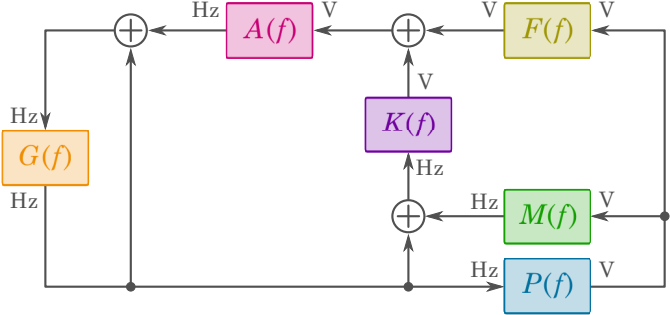 Hz A(f) V V F(f) V
V
Hz K(f)
G(f) Hz
Hz Hz M(f) V
Hz P(f) V